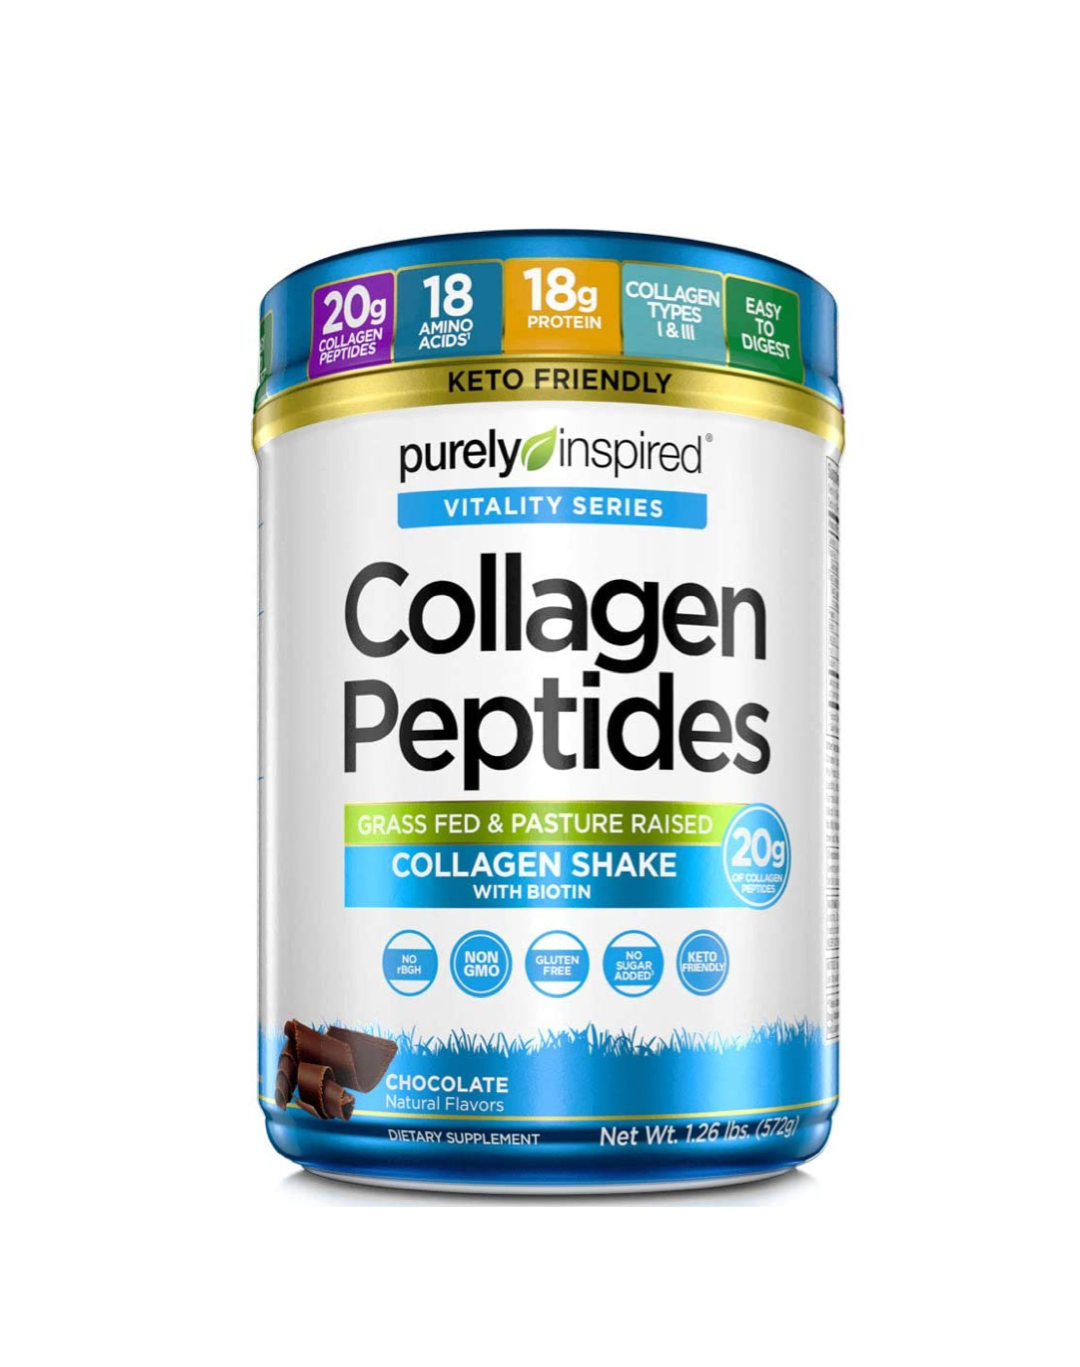 20g
COLLAGEN
PEPTIDES
18
AMINO
ACIDS†
18g
PROTEIN
COLLAGEN
TYPES
I & III
EASY
TO
DIGEST
KETO FRIENDLY
purely inspired®
VITALITY SERIES
Collagen
Peptides
GRASS FED & PASTURE RAISED
COLLAGEN SHAKE
WITH BIOTIN
20g
OF COLLAGEN
PEPTIDES
NO
rBGH
NON
GMO
GLUTEN
FREE
NO
SUGAR
ADDED
KETO
FRIENDLY
CHOCOLATE
Natural Flavors
DIETARY SUPPLEMENT
Net Wt. 1.26 lbs. (572g)